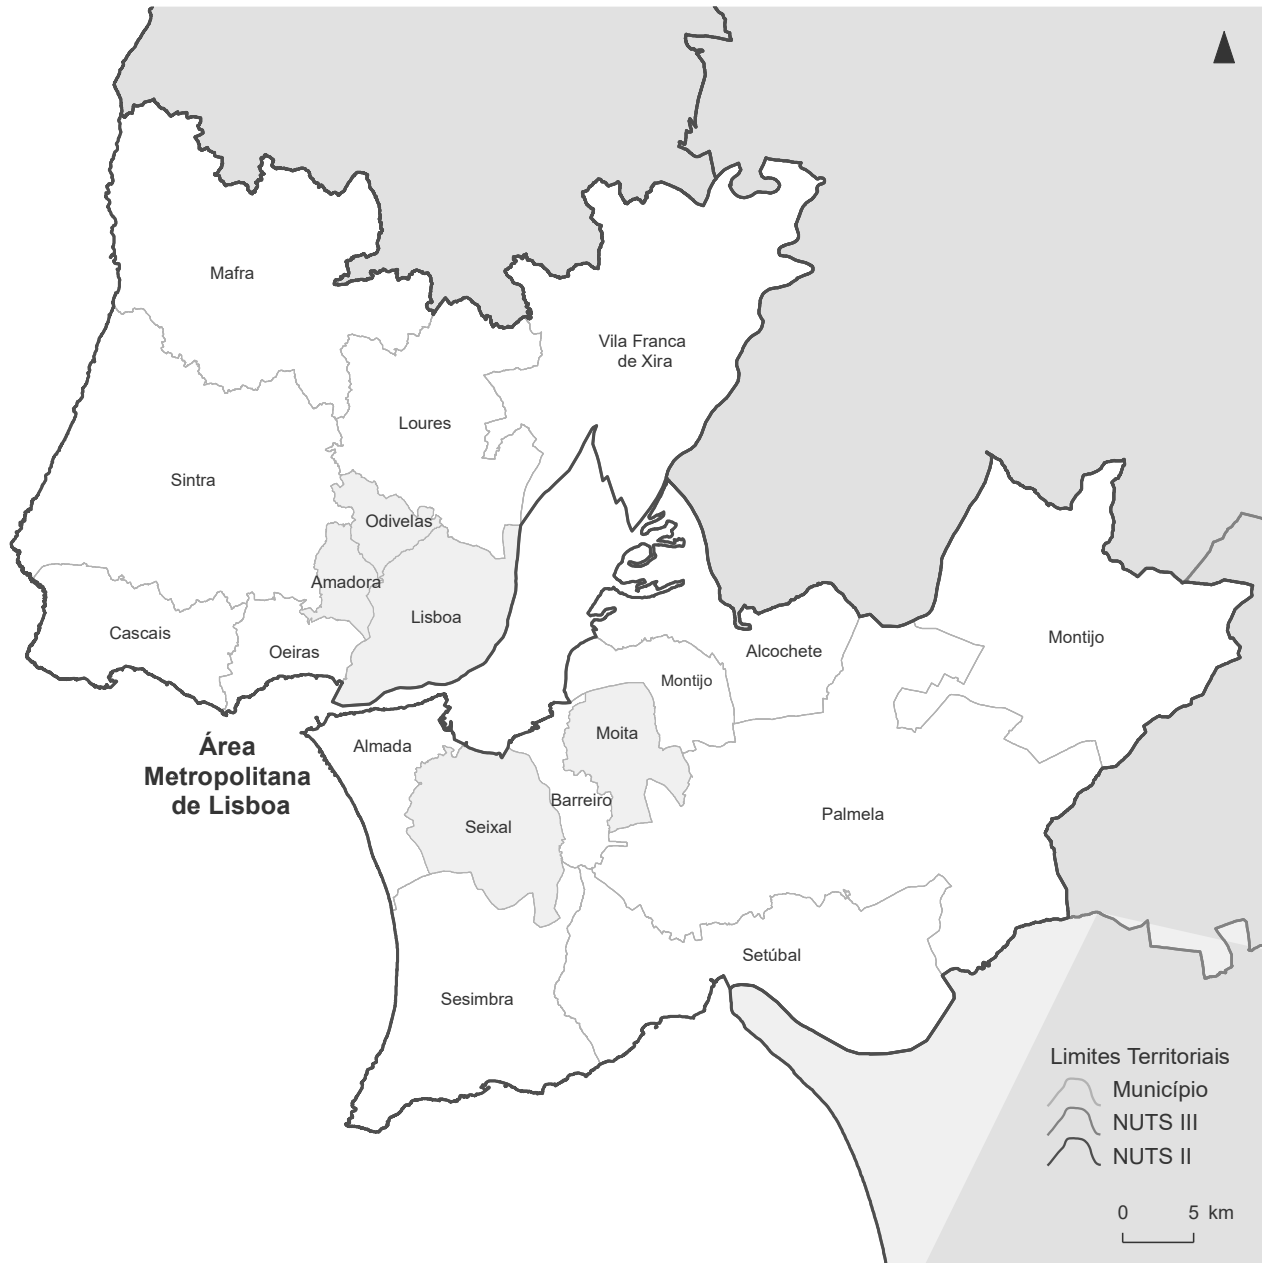 Mafra
Vila Franca
de Xira
Loures
Sintra
Odivelas
Amadora
Lisboa
Cascais
Oeiras
Alcochete
Montijo
Montijo
Moita
Almada
Área
Metropolitana
de Lisboa
Barreiro
Seixal
Palmela
Setúbal
Sesimbra
Limites Territoriais
Município
NUTS III
NUTS II
0 5 km